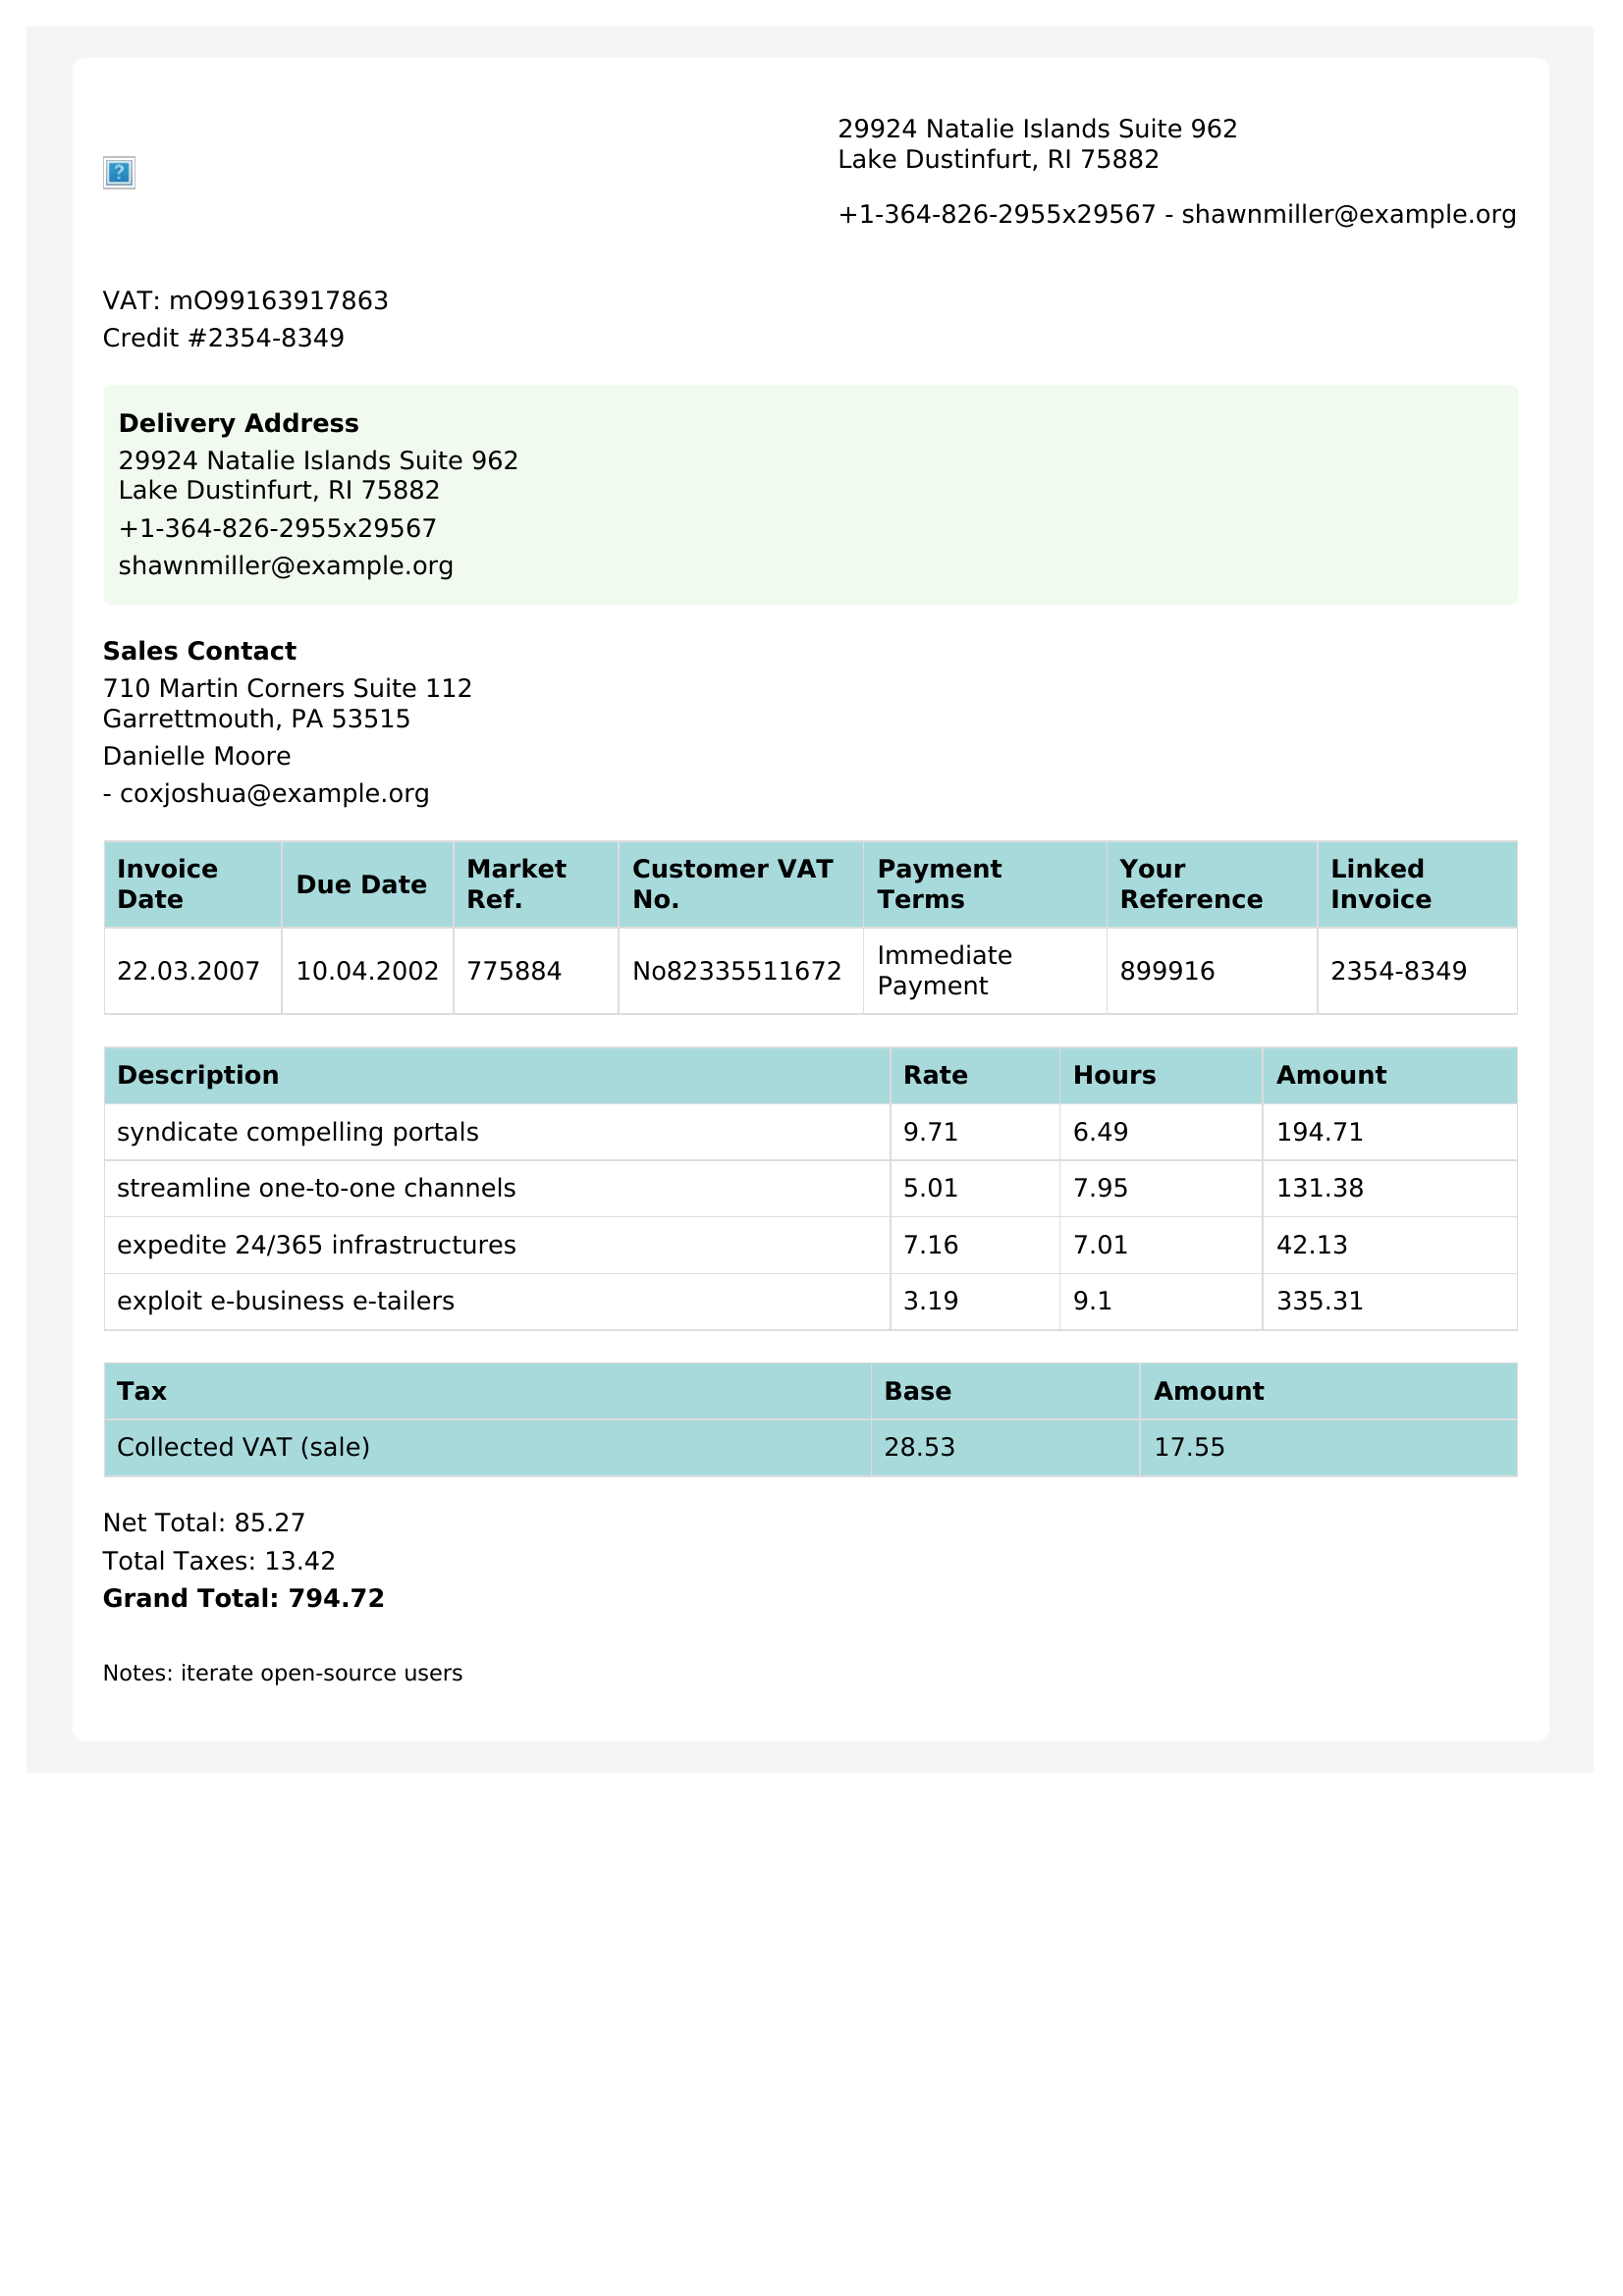 29924 Natalie Islands Suite 962
Lake Dustinfurt, RI 75882
+1-364-826-2955x29567 - shawnmiller@example.org
VAT: mO99163917863
Credit #2354-8349
Delivery Address
29924 Natalie Islands Suite 962
Lake Dustinfurt, RI 75882
+1-364-826-2955x29567
shawnmiller@example.org
Sales Contact
710 Martin Corners Suite 112
Garrettmouth, PA 53515
Danielle Moore
- coxjoshua@example.org
Invoice Date Due Date Market Ref. Customer VAT No. Payment Terms Your Reference Linked Invoice
22.03.2007 10.04.2002 775884 No82335511672 Immediate Payment 899916 2354-8349
Description Rate Hours Amount
syndicate compelling portals 9.71 6.49 194.71
streamline one-to-one channels 5.01 7.95 131.38
expedite 24/365 infrastructures 7.16 7.01 42.13
exploit e-business e-tailers 3.19 9.1 335.31
Tax Base Amount
Collected VAT (sale) 28.53 17.55
Net Total: 85.27
Total Taxes: 13.42
Grand Total: 794.72
Notes: iterate open-source users